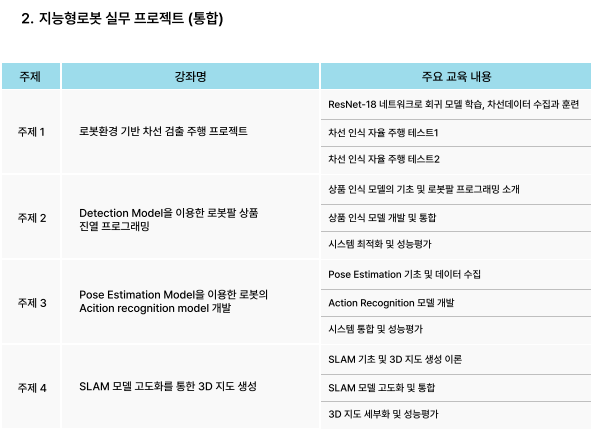 2. 지능형로봇 실무 프로젝트 (통합)
주제 강좌명 주요 교육 내용
주제 1
로봇환경 기반 차선 검출 주행 프로젝트
ResNet-18 네트워크로 회귀 모델 학습, 차선데이터 수집과 훈련
차선 인식 자율 주행 테스트1
차선 인식 자율 주행 테스트2
주제 2
Detection Model을 이용한 로봇팔 상품
진열 프로그래밍
상품 인식 모델의 기초 및 로봇팔 프로그래밍 소개
상품 인식 모델 개발 및 통합
시스템 최적화 및 성능평가
주제 3
Pose Estimation Model을 이용한 로봇의
Acition recognition model 개발
Pose Estimation 기초 및 데이터 수집
Action Recognition 모델 개발
시스템 통합 및 성능평가
주제 4
SLAM 모델 고도화를 통한 3D 지도 생성
SLAM 기초 및 3D 지도 생성 이론
SLAM 모델 고도화 및 통합
3D 지도 세부화 및 성능평가